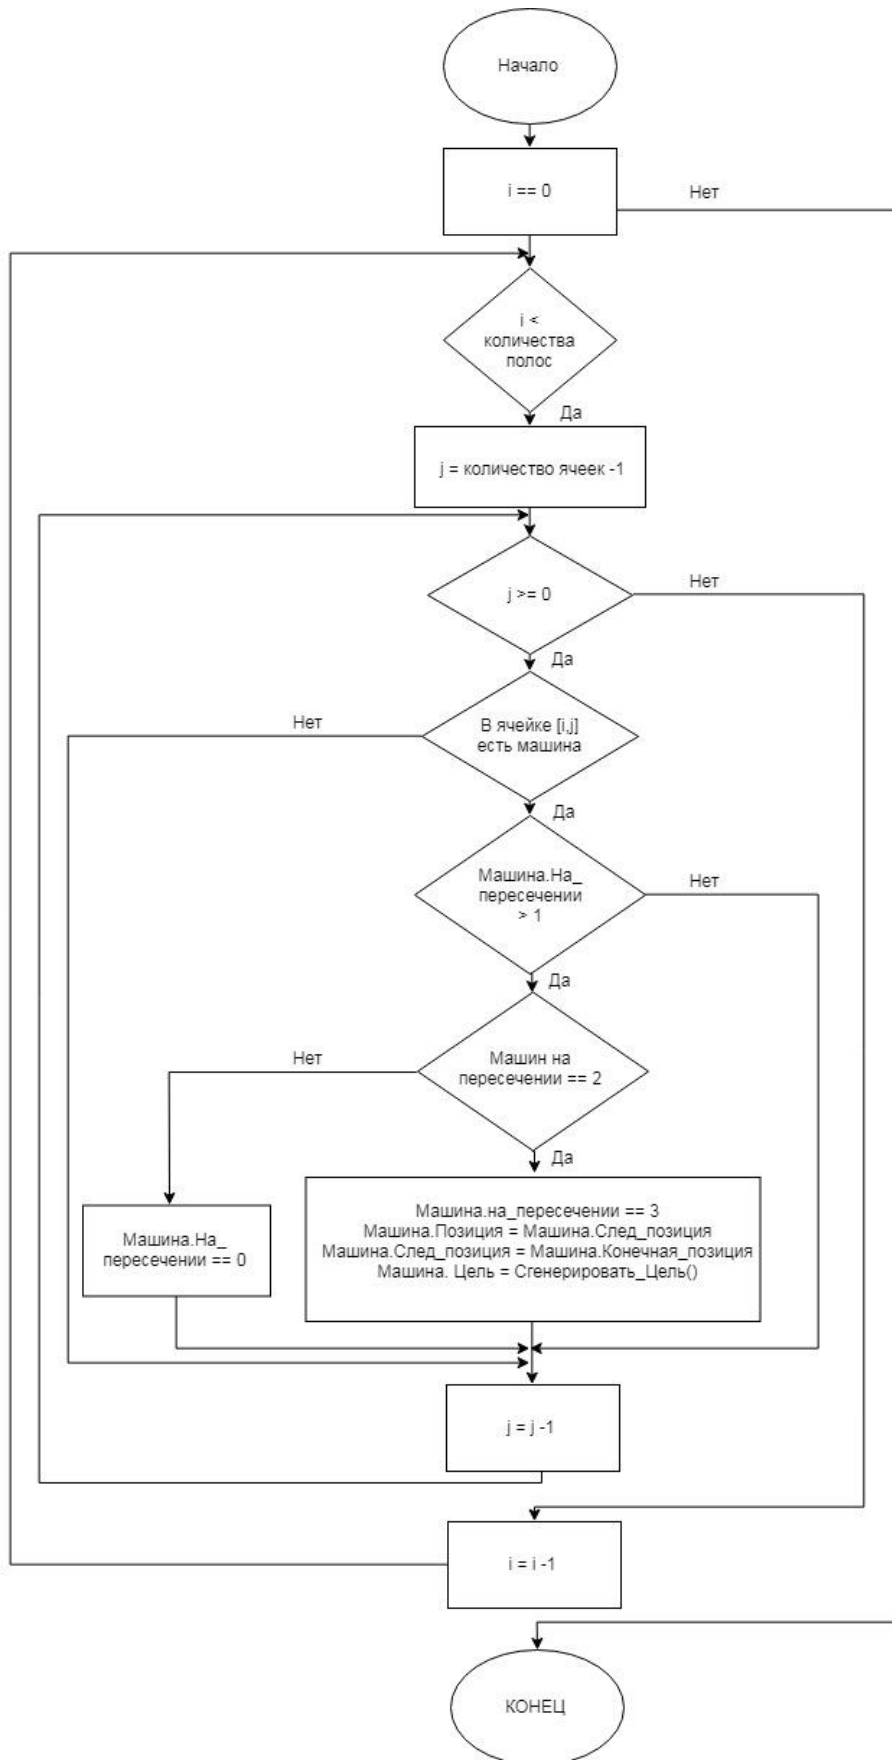 Начало
i == 0
Нет
i <
количества
полос
Да
j = количество ячеек -1
j >= 0
Нет
Да
В ячейке [i,j]
есть машина
Нет
Да
Машина.На_
пересечении
> 1
Нет
Да
Машин на
пересечении == 2
Нет
Да
Машина.На_
пересечении == 0
Машина.на_пересечении == 3
Машина.Позиция = Машина.След_позиция
Машина.След_позиция = Машина.Конечная_позиция
Машина. Цель = Сгенерировать_Цель()
j = j -1
i = i -1
КОНЕЦ